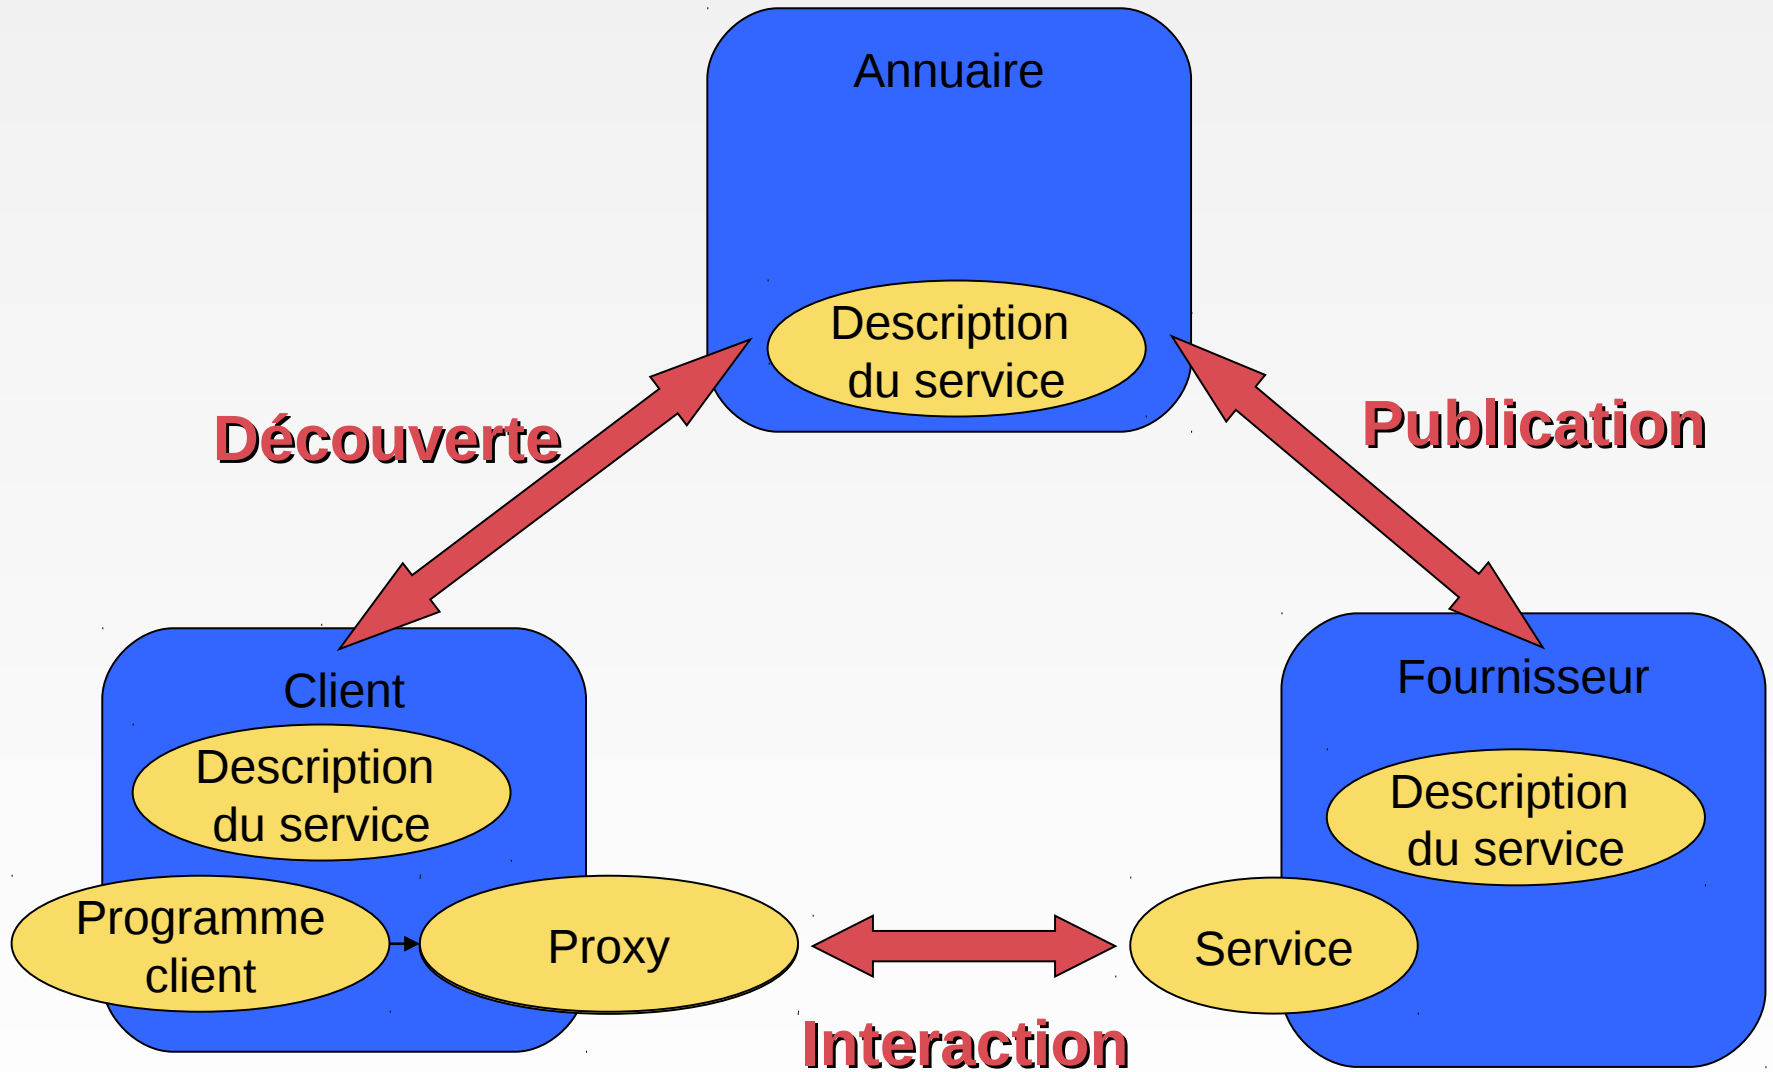 Annuaire
Description
du service
Découverte
Publication
Client
Description
du service
Programme
client
Proxy
Fournisseur
Description
du service
Service
Interaction